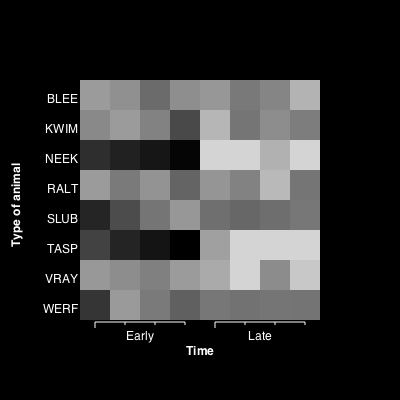 BLEE
KWIM
NEEK
RALT
SLUB
TASP
VRAY
WERF
Type of animal
Early Late
Time